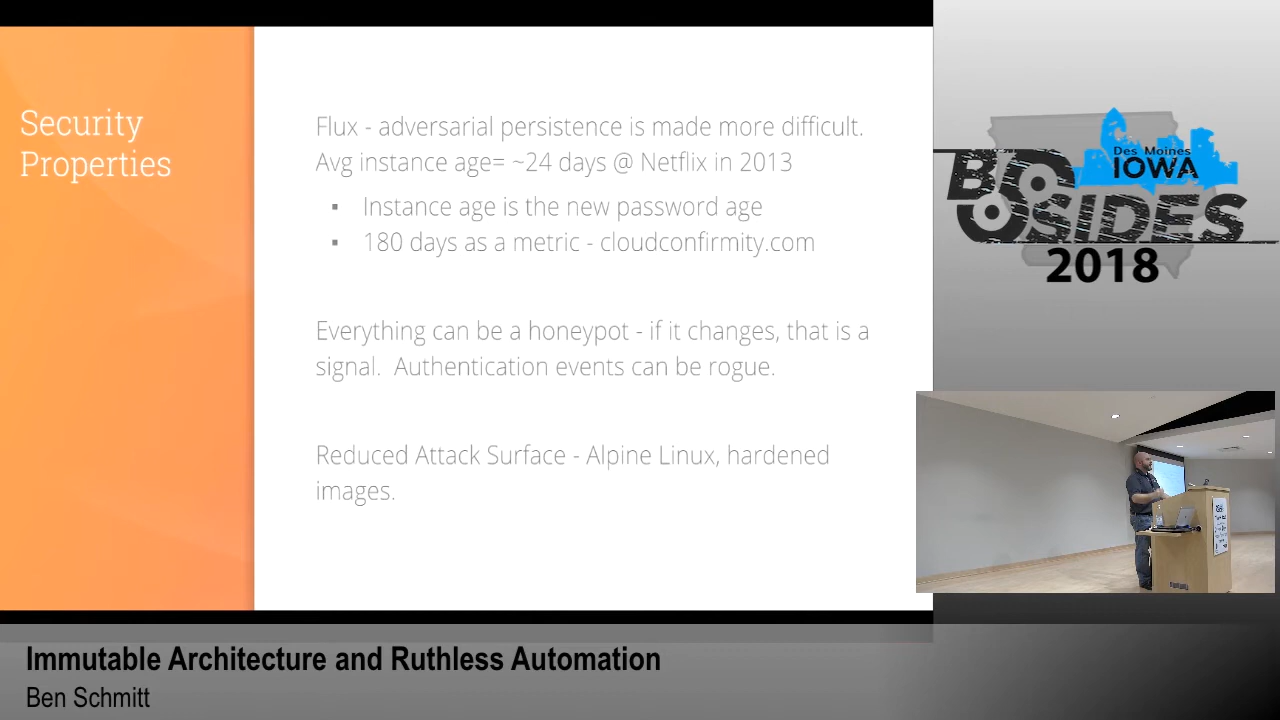 Security
Properties
Flux - adversarial persistence is made more difficult.
Avg instance age= ~24 days @ Netflix in 2013
▪ Instance age is the new password age
▪ 180 days as a metric - cloudconfirmity.com
Everything can be a honeypot - if it changes, that is a
signal.  Authentication events can be rogue.
Reduced Attack Surface - Alpine Linux, hardened
images.
Des Moines
IOWA
BSIDES
2018
Immutable Architecture and Ruthless Automation
Ben Schmitt